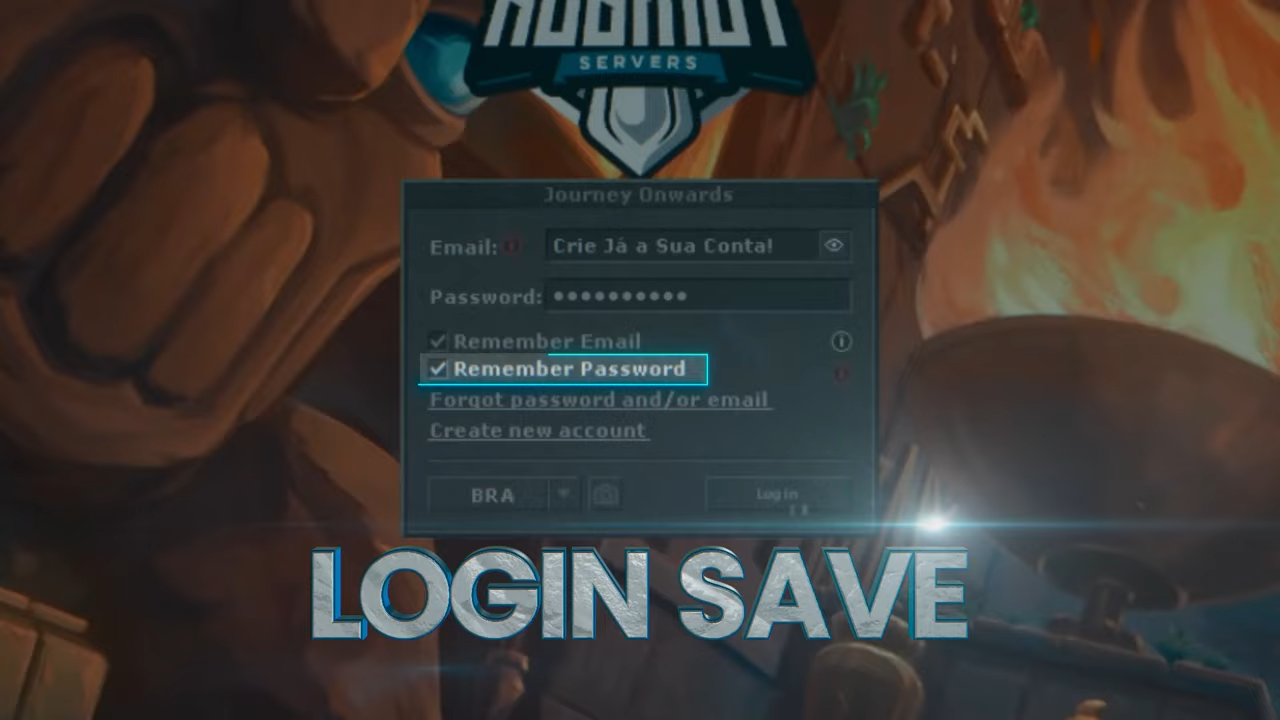 SERVERS
Journey Onwards
Email: Crie Já a Sua Conta!
Password:
Remember Email
Remember Password
Forgot password and/or email
Create new account
BRA
Log in
LOGIN SAVE